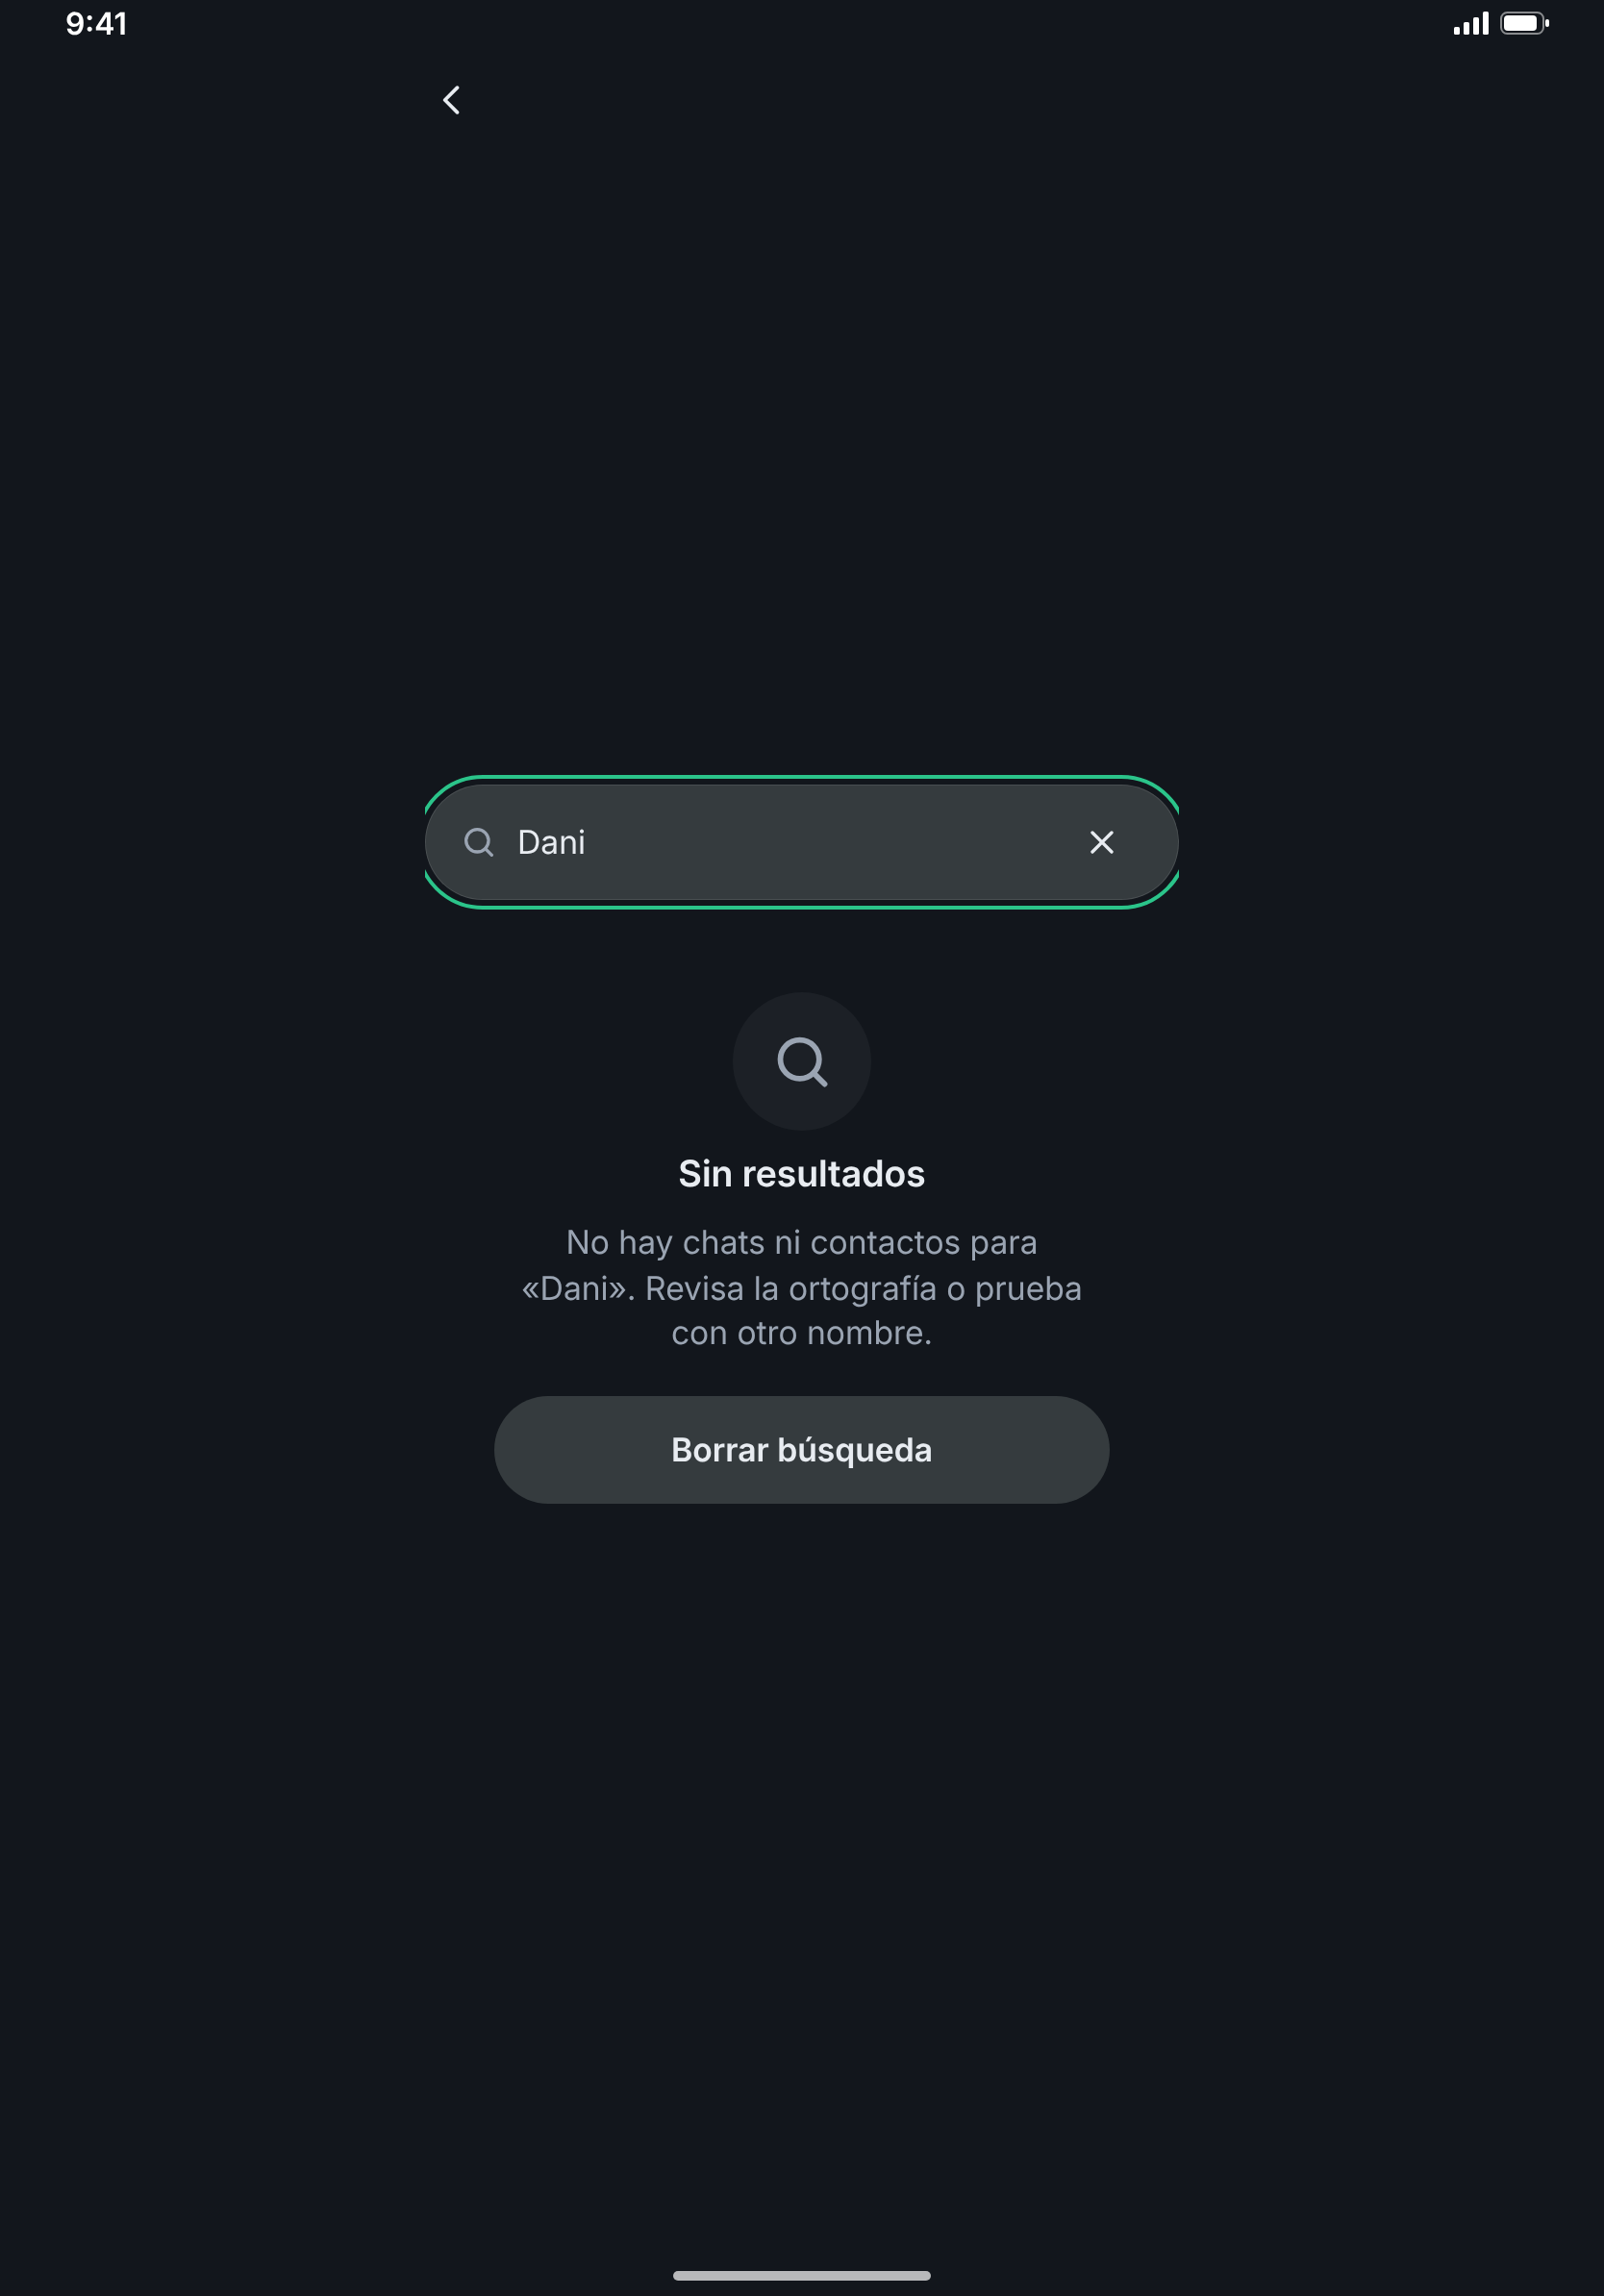 9:41
Dani
Sin resultados
No hay chats ni contactos para
«Dani». Revisa la ortografía o prueba
con otro nombre.
Borrar búsqueda